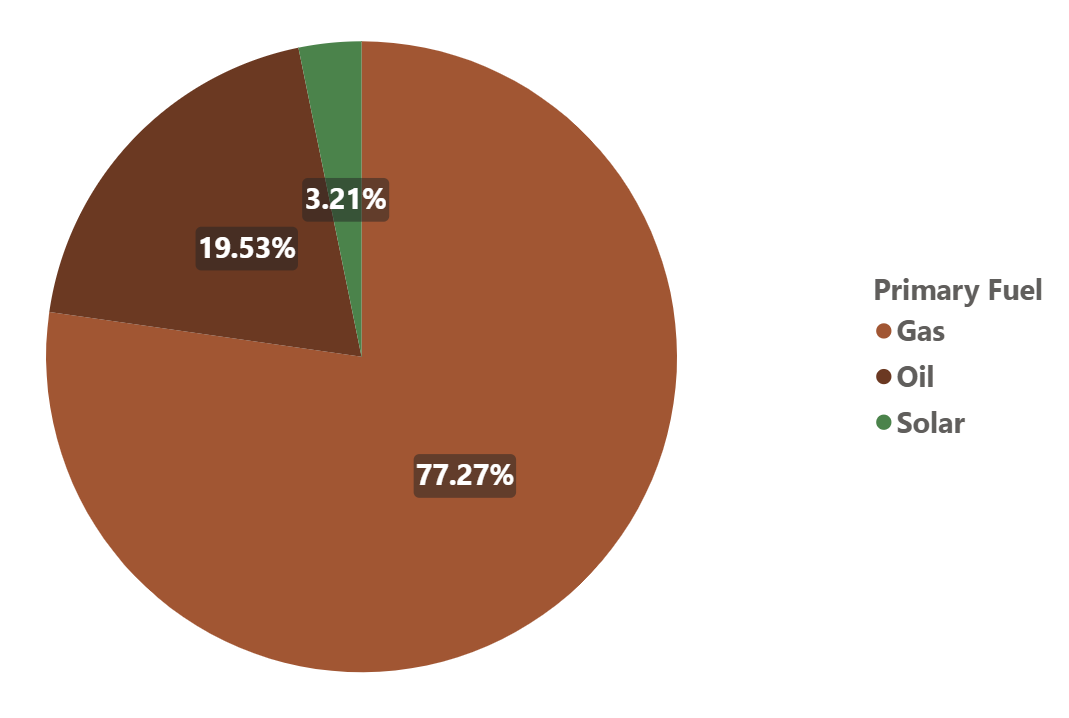 3.21%
19.53%
77.27%
Primary Fuel
Gas
Oil
Solar